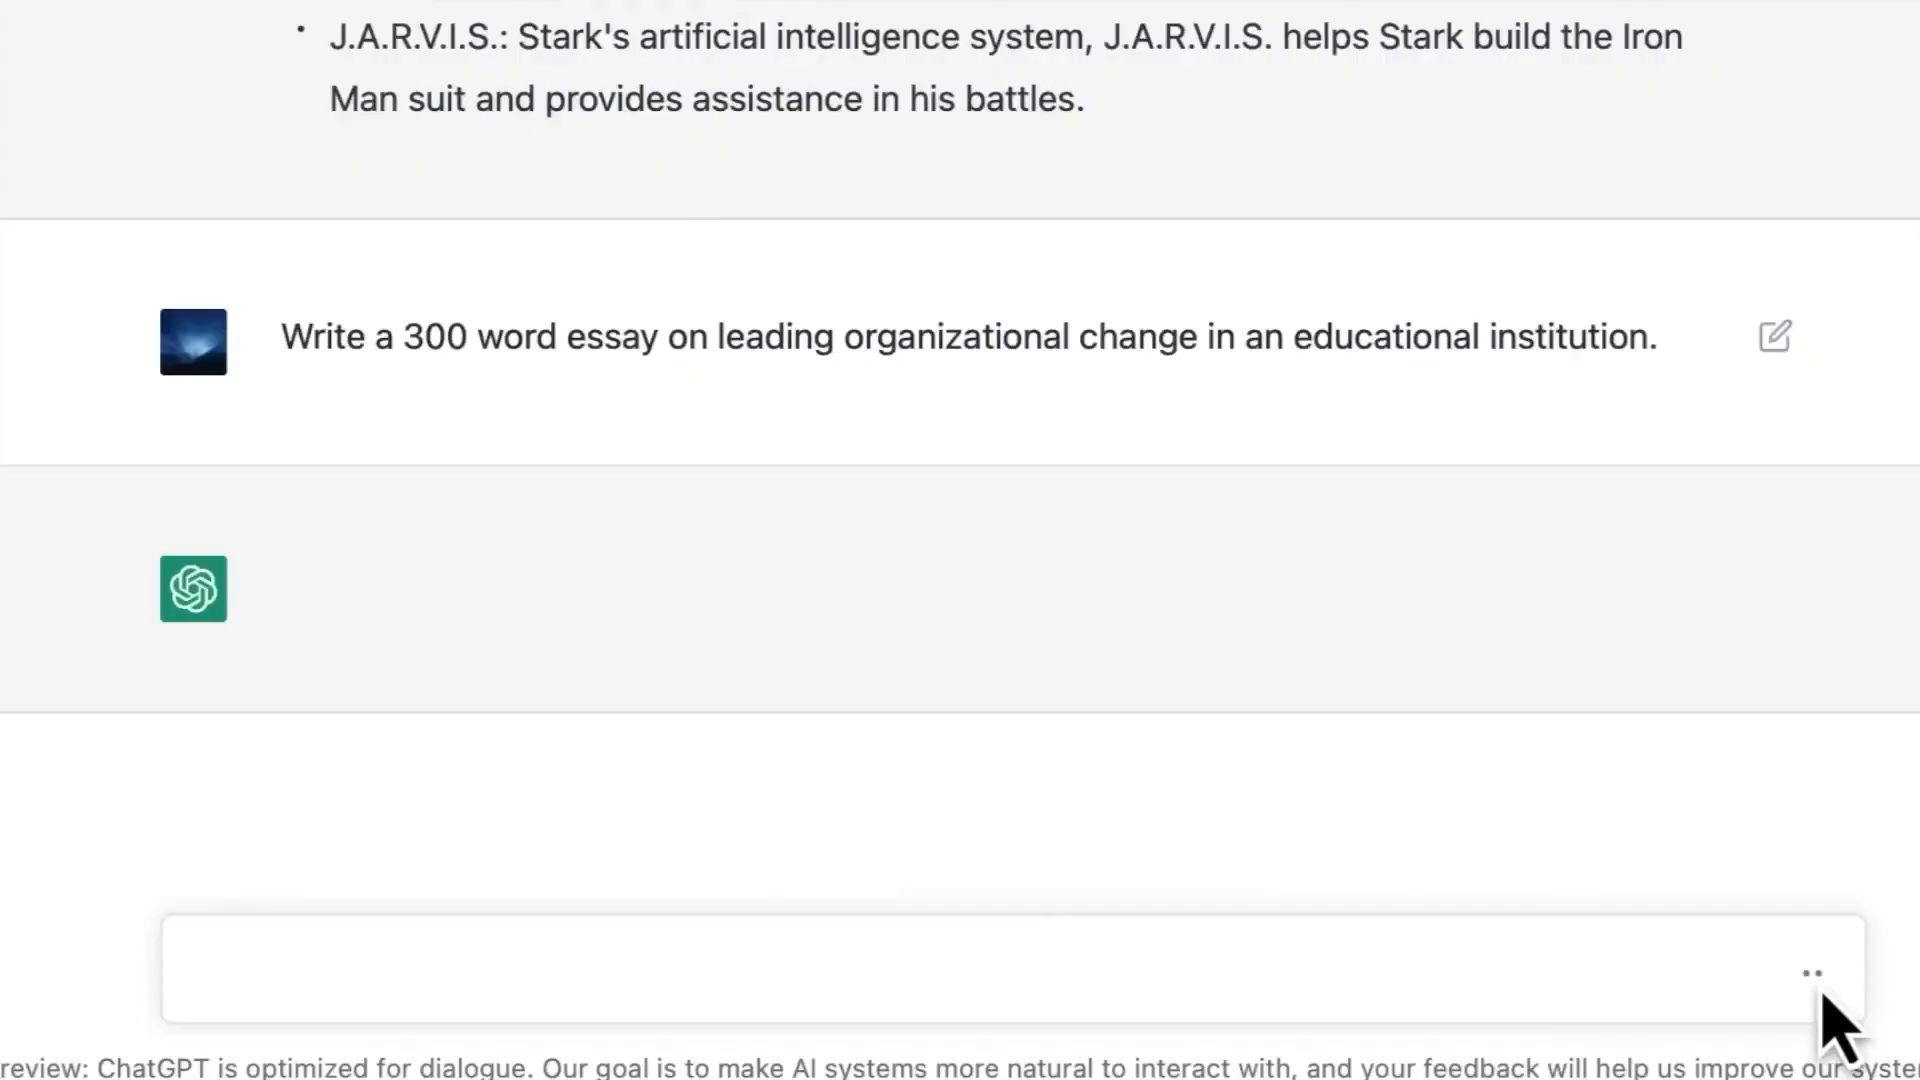 J.A.R.V.I.S.: Stark's artificial intelligence system, J.A.R.V.I.S. helps Stark build the Iron
Man suit and provides assistance in his battles.
Write a 300 word essay on leading organizational change in an educational institution.
review: ChatGPT is optimized for dialogue. Our goal is to make AI systems more natural to interact with, and your feedback will help us improve our syste